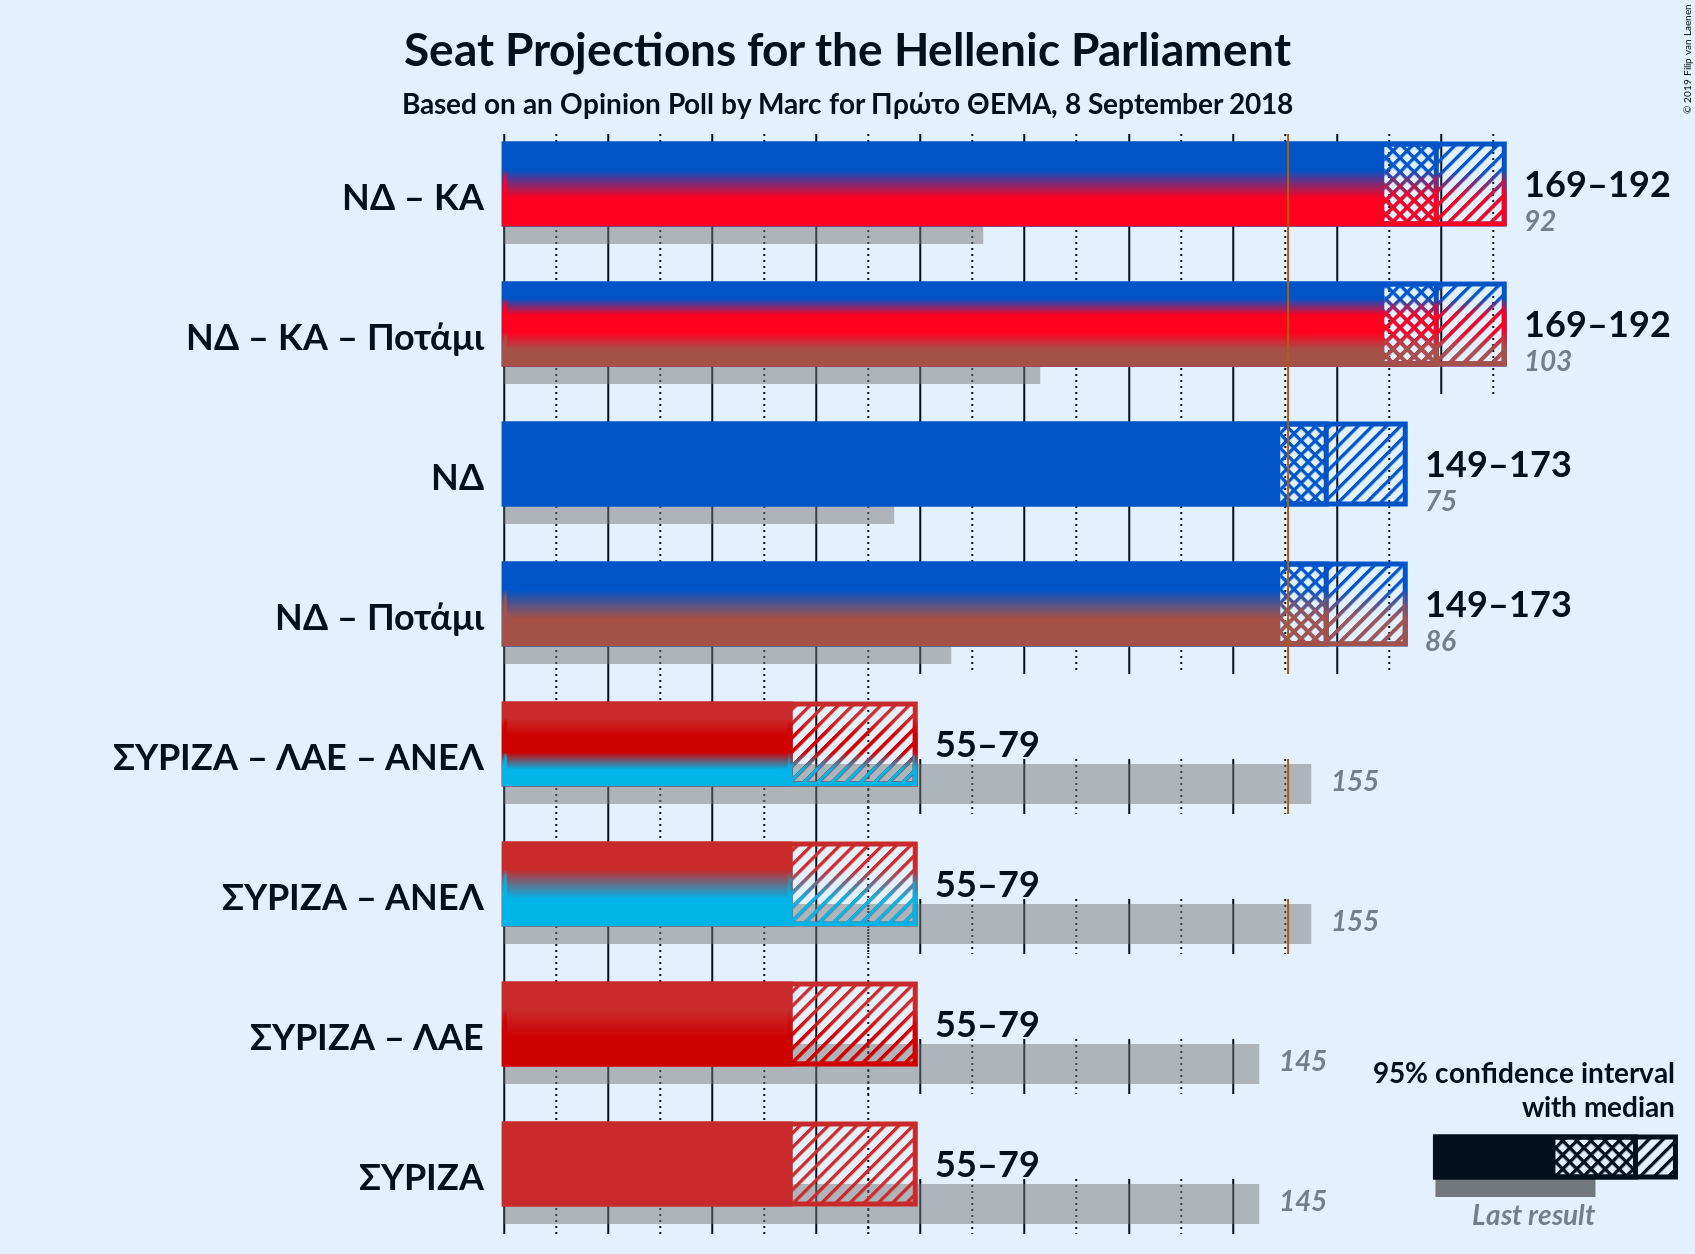 Seat Projections for the Hellenic Parliament
Based on an Opinion Poll by Marc for Πρώτο ΘΕΜΑ, 8 September 2018
© 2019 Filip van Laenen
ΝΔ – ΚΑ
169–192
92
ΝΔ – ΚΑ – Ποτάμι
169–192
103
ΝΔ
149–173
75
ΝΔ – Ποτάμι
149–173
86
ΣΥΡΙΖΑ – ΛΑΕ – ΑΝΕΛ
55–79
155
ΣΥΡΙΖΑ – ΑΝΕΛ
55–79
155
ΣΥΡΙΖΑ – ΛΑΕ
55–79
145
ΣΥΡΙΖΑ
55–79
145
95% confidence interval
with median
Last result